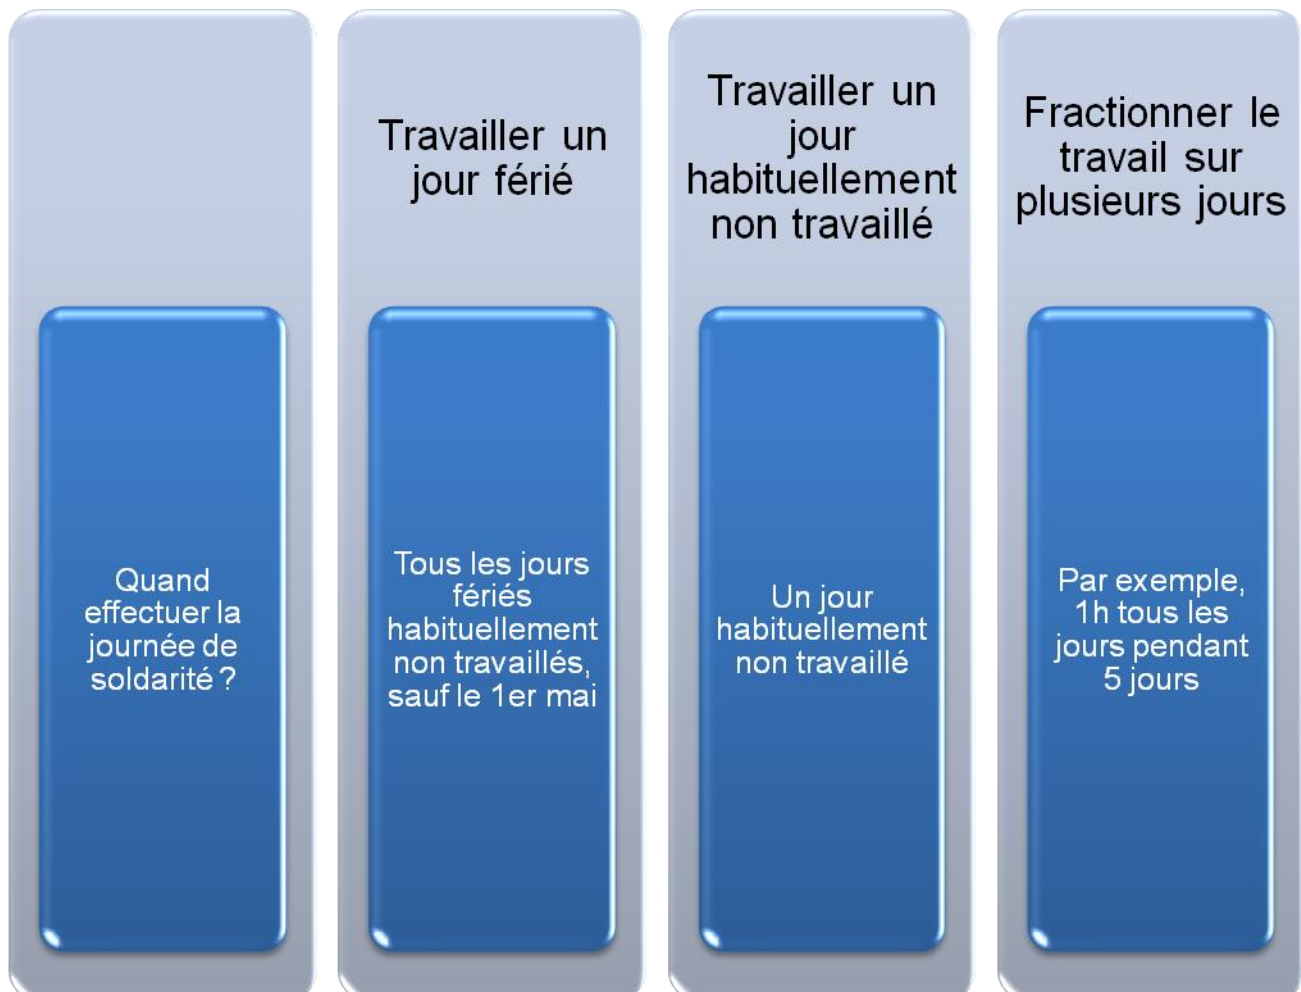 Quand
effectuer la
journée de
soldarité ?
Travailler un
jour férié
Tous les jours
fériés
habituellement
non travaillés,
sauf le 1er mai
Travailler un
jour
habituellement
non travaillé
Un jour
habituellement
non travaillé
Fractionner le
travail sur
plusieurs jours
Par exemple,
1h tous les
jours pendant
5 jours